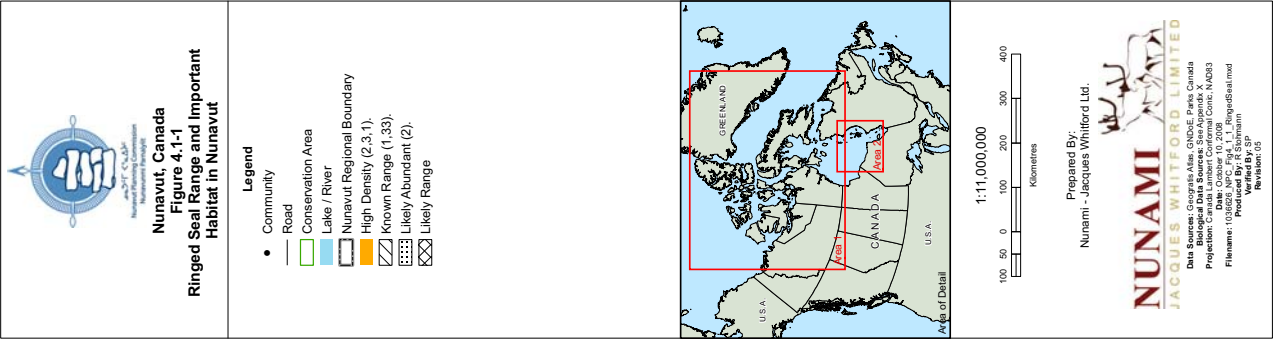 Nunavut Planning Commission
Nunavuumi Parnaiyiit
Nunavut, Canada
Figure 4.1-1
Ringed Seal Range and Important
Habitat in Nunavut
Legend
Community
Road
Conservation Area
Lake / River
Nunavut Regional Boundary
High Density (2,3,1).
Known Range (1,33).
Likely Abundant (2).
Likely Range
GREENLAND
U.S.A.
CANADA
U.S.A.
Area 1
Area 2
Area of Detail
1:11,000,000
100 50 0 100 200 300 400
Kilometres
Prepared By:
Nunami - Jacques Whitford Ltd.
NUNAMI
JACQUES WHITFORD LIMITED
Data Sources: Geogratis Atlas, GNDoE, Parks Canada
Biological Data Sources: See Appendix X
Projection: Canada Lambert Conformal Conic. NAD83
Date: October 10, 2008
Filename: 1036626_NPC_Fig4_1_1_RingedSeal.mxd
Produced By: R Stohmann
Verified By: SP
Revision: 05